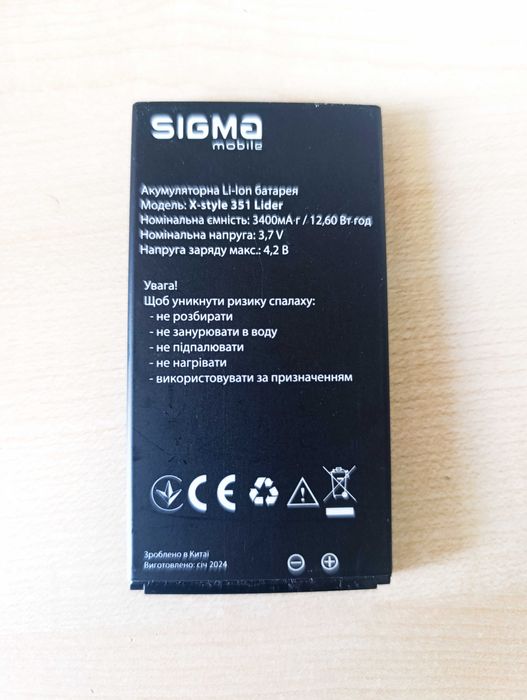 SIGMA
mobile
Акумуляторна Li-Ion батарея
Модель: X-style 351 Lider
Номінальна ємність: 3400мА·г / 12,60 Вт·год
Номінальна напруга: 3,7 V
Напруга заряду макс.: 4,2 В
Увага!
Щоб уникнути ризику спалаху:
- не розбирати
- не занурювати в воду
- не підпалювати
- не нагрівати
- використовувати за призначенням
CE
Зроблено в Китаї
Виготовлено: січ 2024